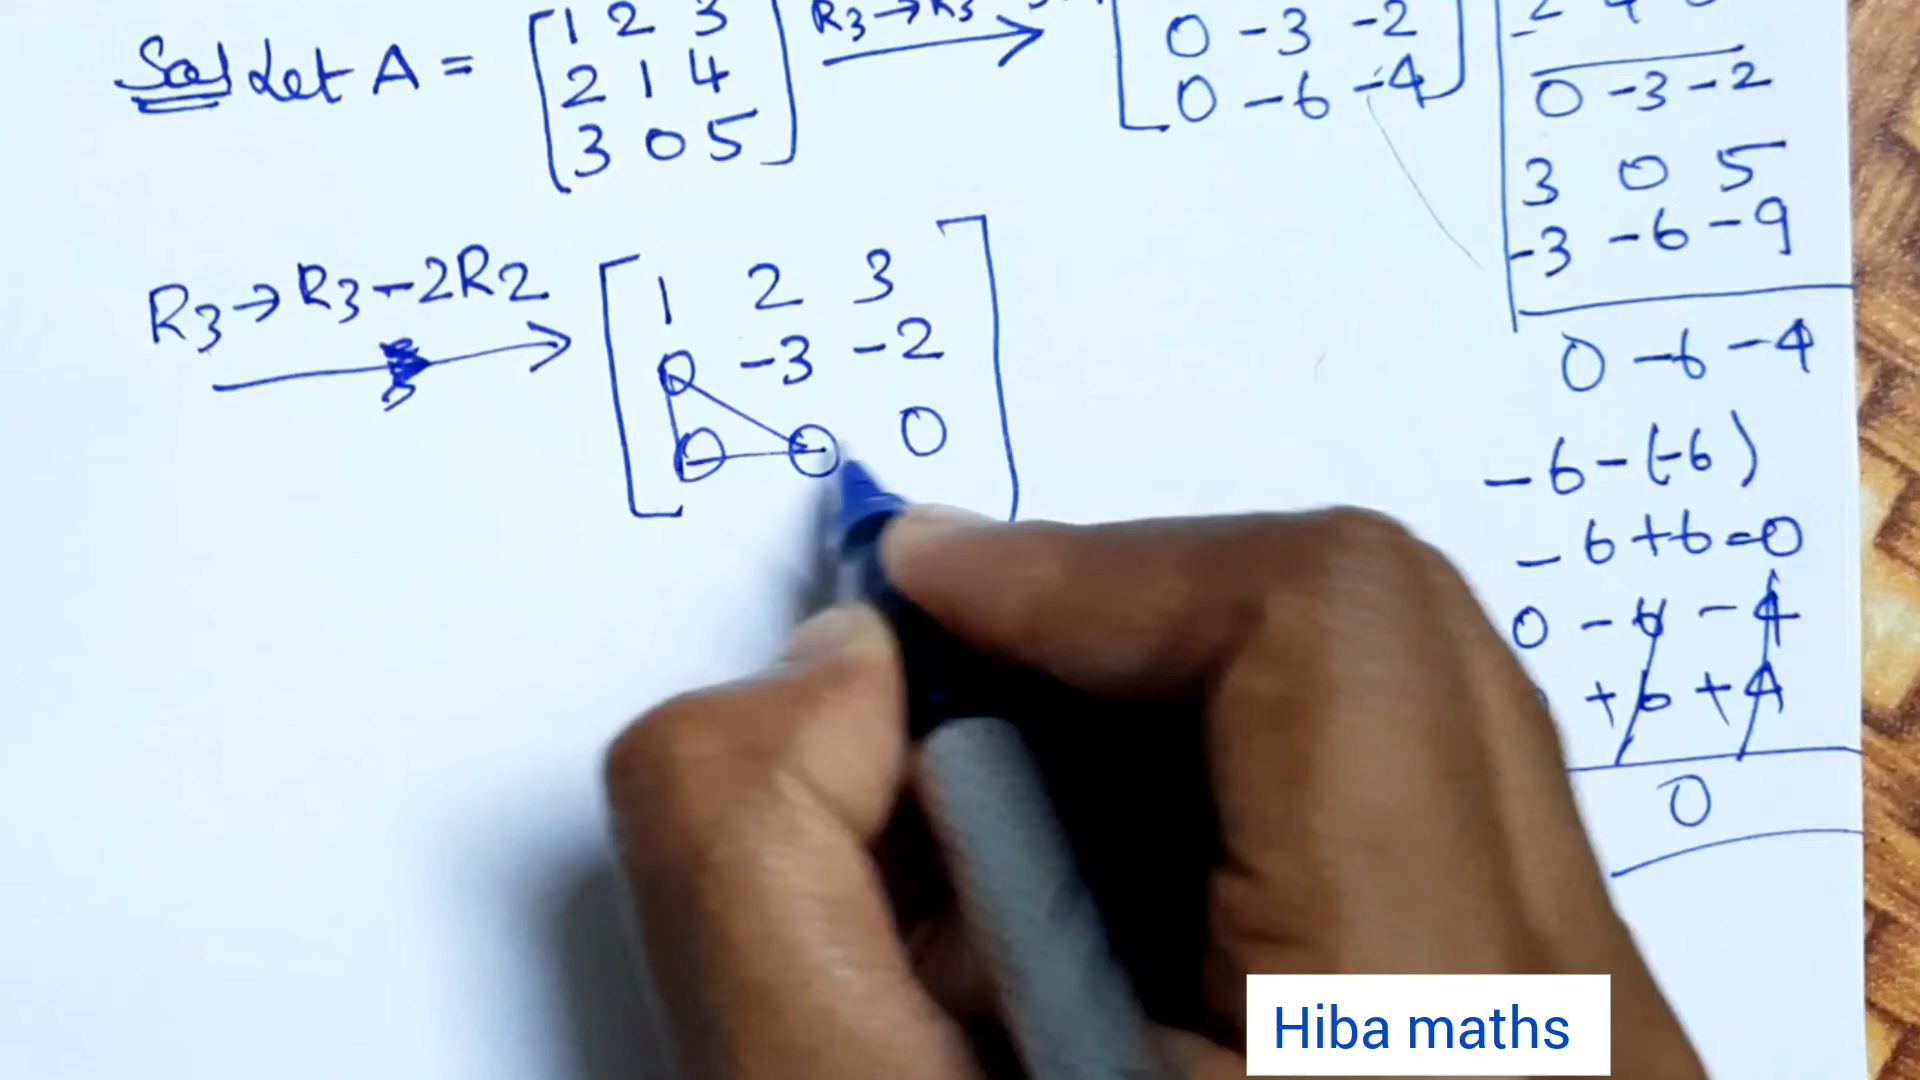 Sol Let A = [1 2 3 R3→R3 [
2 1 4 0 -3 -2
3 0 5] 0 -6 -4]
R3→R3-2R2 [1 2 3
0 -3 -2
0 0 0]
0 -3 -2
3 0 5
-3 -6 -9
0 -6 -4
-6-(-6)
-6+6=0
0 -6 -4
+6 +4
0
Hiba maths